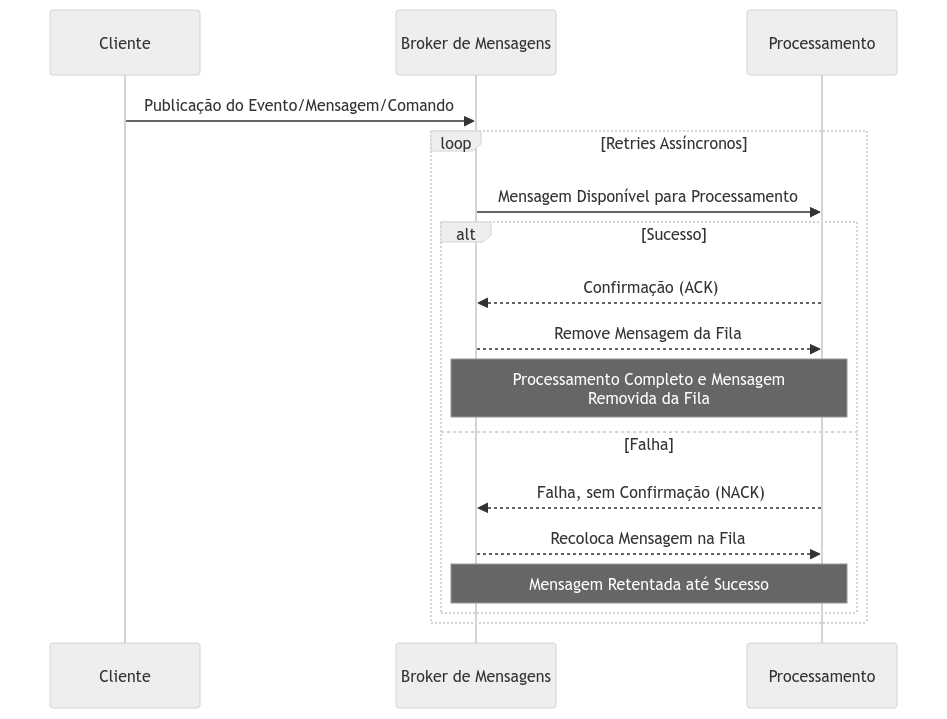 Cliente
Broker de Mensagens
Processamento
Publicação do Evento/Mensagem/Comando
loop
[Retries Assíncronos]
Mensagem Disponível para Processamento
alt
[Sucesso]
Confirmação (ACK)
Remove Mensagem da Fila
Processamento Completo e Mensagem
Removida da Fila
[Falha]
Falha, sem Confirmação (NACK)
Recoloca Mensagem na Fila
Mensagem Retentada até Sucesso
Cliente
Broker de Mensagens
Processamento